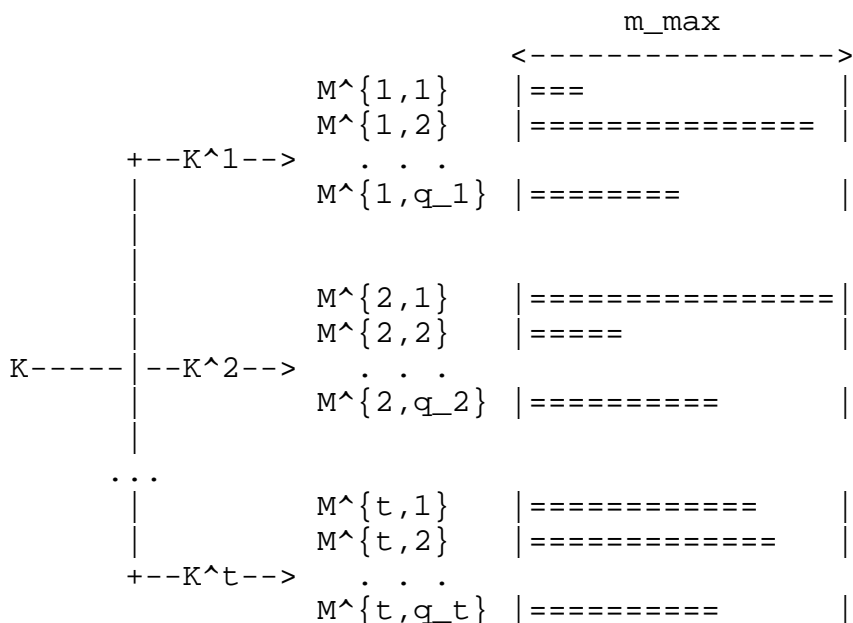 m_max
                                  <---------------->
                     M^{1,1}      |===             |
                     M^{1,2}      |=============== |
         +--K^1-->     . . .
         |           M^{1,q_1}    |========        |
         |
         |
         |           M^{2,1}      |================|
         |           M^{2,2}      |=====           |
K-----|--K^2-->     . . .
         |           M^{2,q_2}    |==========      |
         |
        ...
         |           M^{t,1}      |============    |
         |           M^{t,2}      |=============   |
         +--K^t-->     . . .
                     M^{t,q_t}    |==========      |